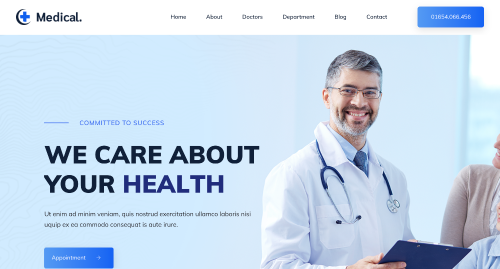 Medical.
Home About Doctors Department Blog Contact 01654.066.456
COMMITTED TO SUCCESS
WE CARE ABOUT
YOUR HEALTH
Ut enim ad minim veniam, quis nostrud exercitation ullamco laboris nisi
uquip ex ea commodo consequat is aute irure.
Appointment →